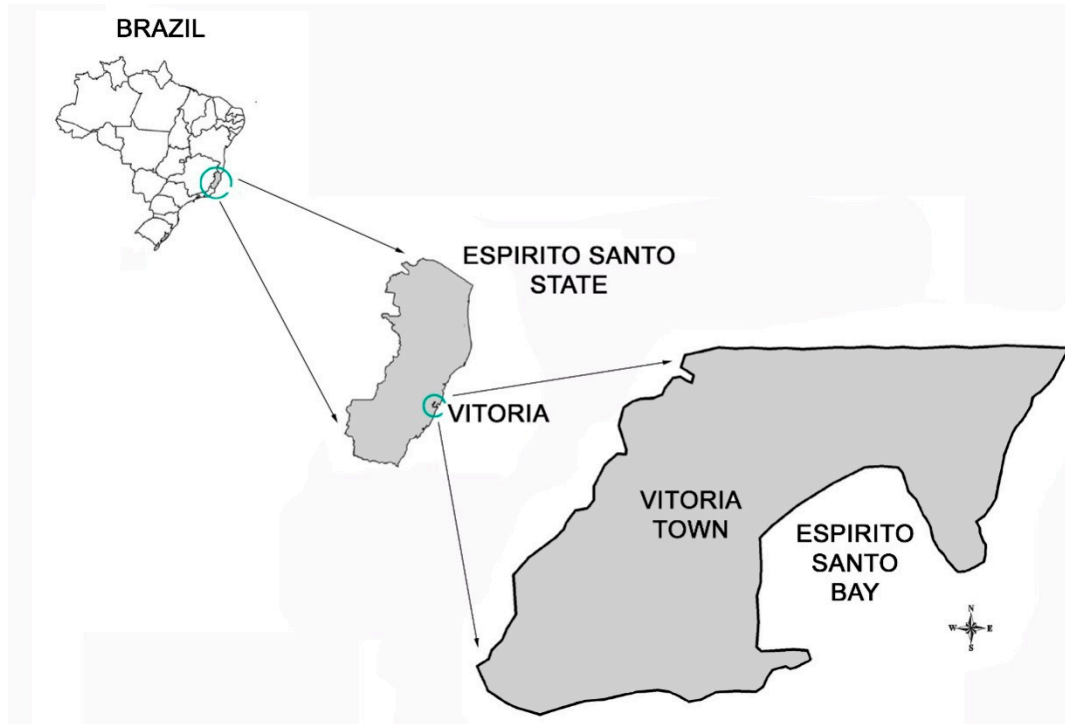 BRAZIL
ESPIRITO SANTO
STATE
VITORIA
VITORIA
TOWN
ESPIRITO
SANTO
BAY
N
W E
S